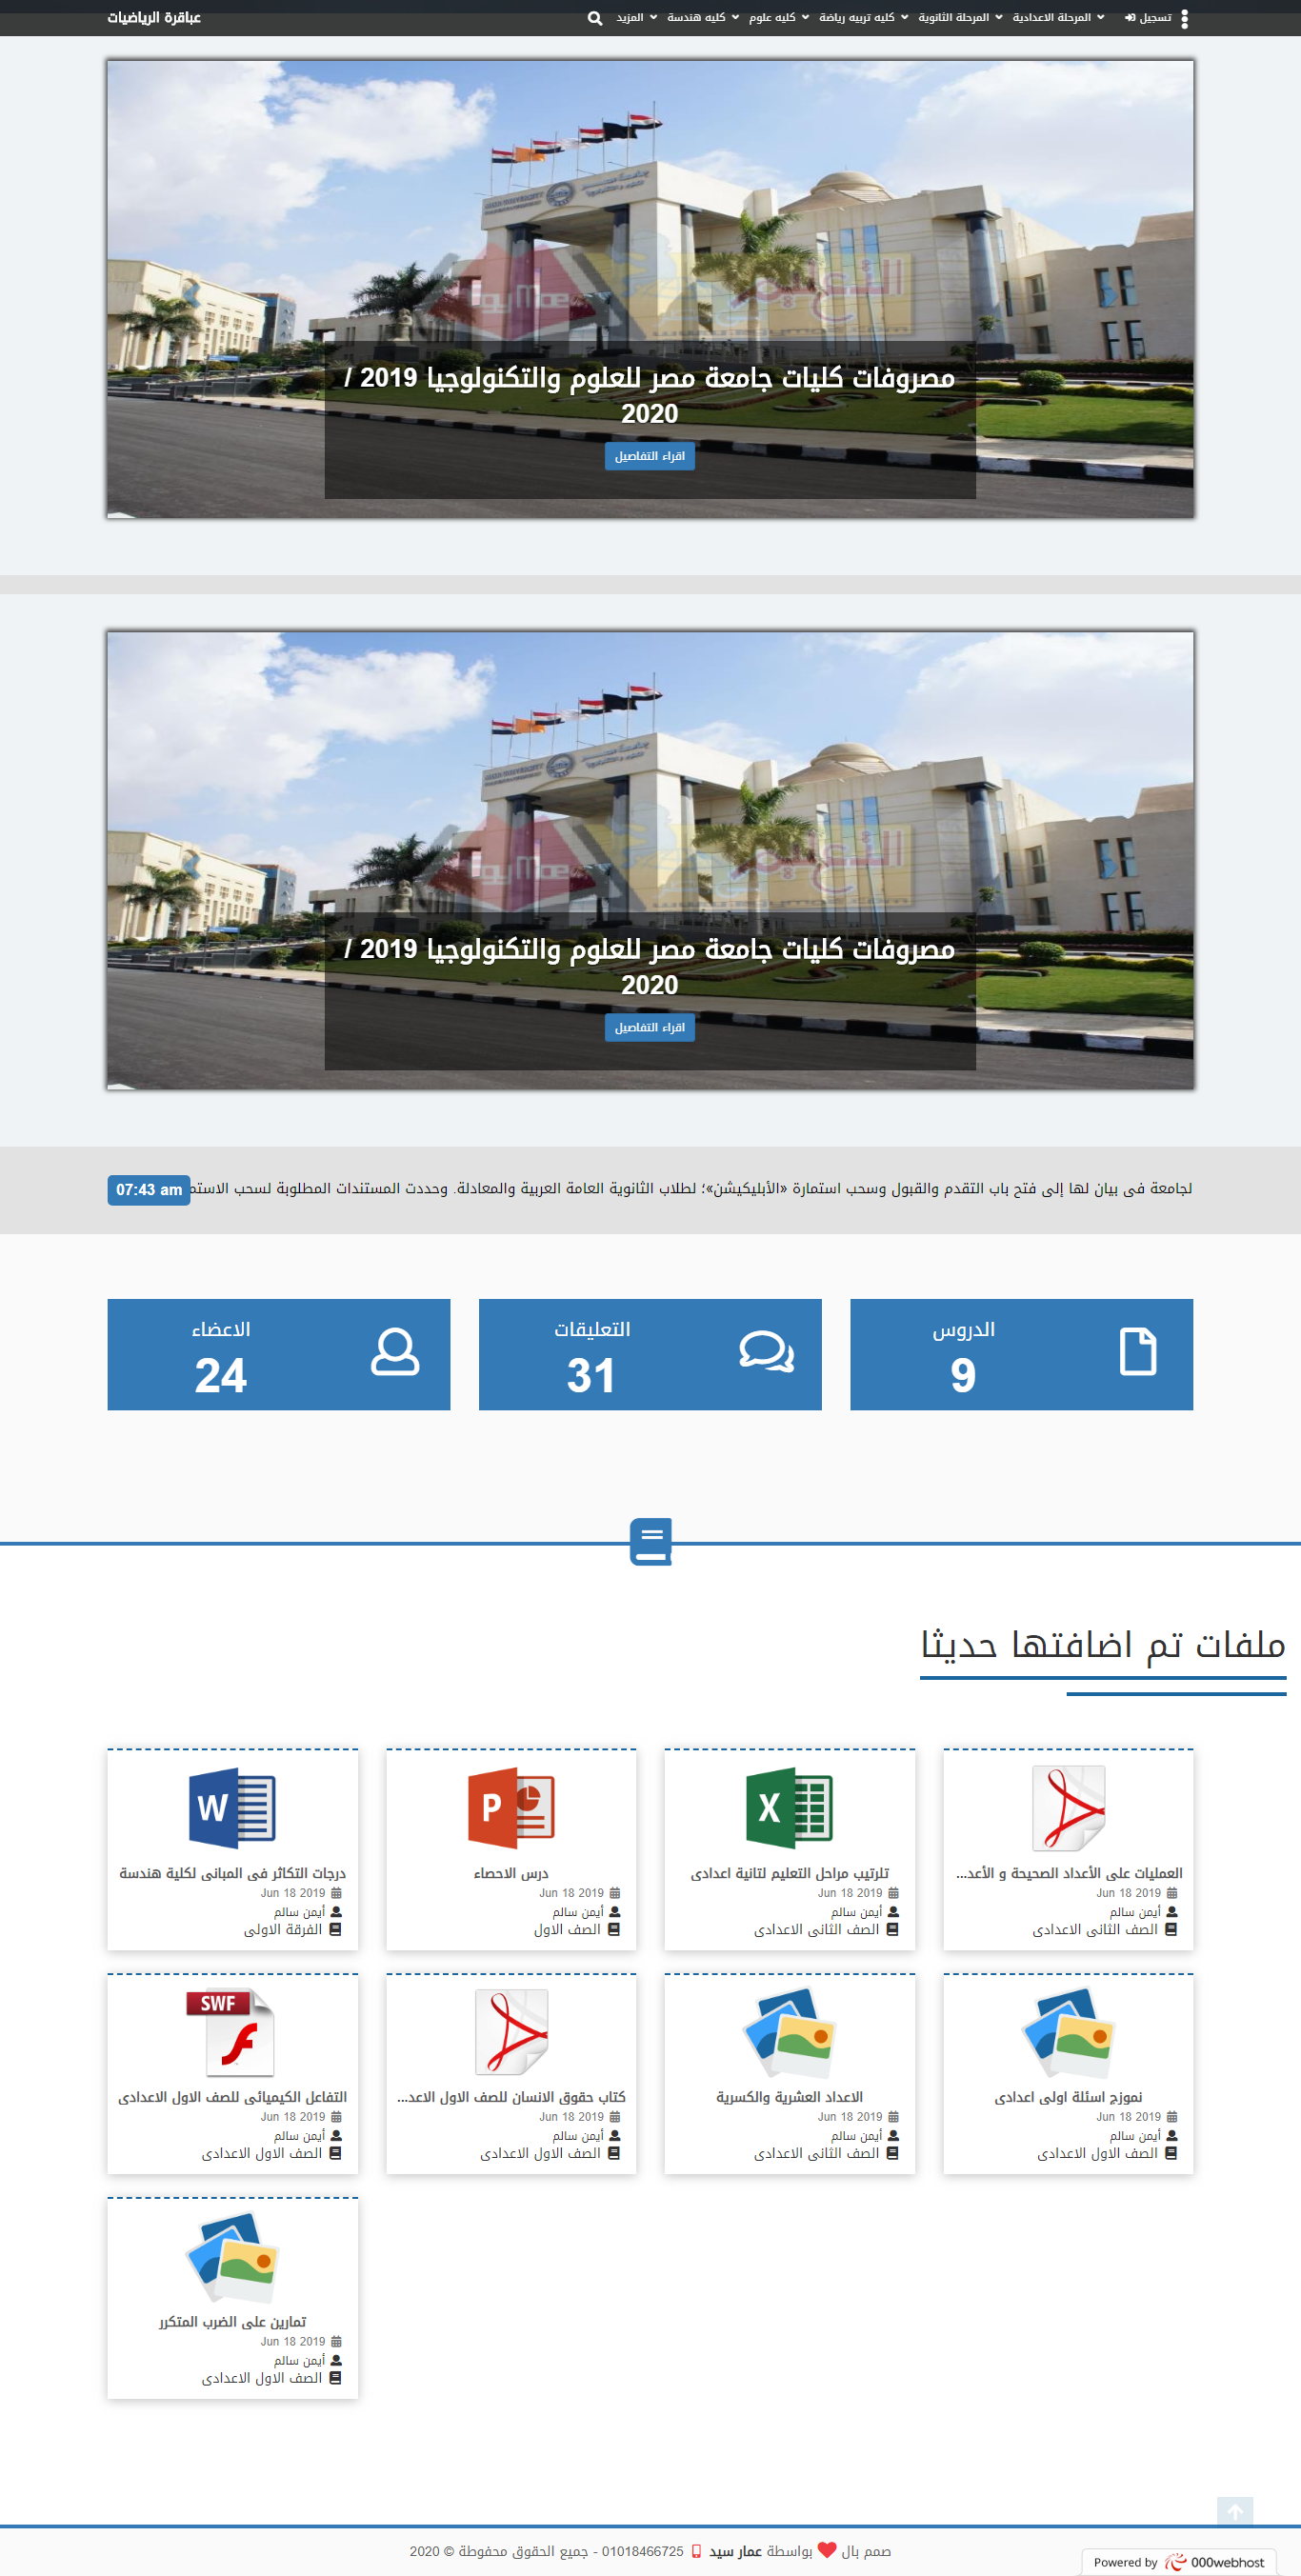 عباقرة الرياضيات
تسجيل
المرحلة الاعدادية
المرحلة الثانوية
كليه تربيه رياضة
كليه علوم
كليه هندسة
المزيد
مصروفات كليات جامعة مصر للعلوم والتكنولوجيا 2019 /
2020
اقراء التفاصيل
مصروفات كليات جامعة مصر للعلوم والتكنولوجيا 2019 /
2020
اقراء التفاصيل
لجامعة فى بيان لها إلى فتح باب التقدم والقبول وسحب استمارة «الأبليكيشن»؛ لطلاب الثانوية العامة العربية والمعادلة. وحددت المستندات المطلوبة لسحب الاستم
07:43 am
الدروس
9
التعليقات
31
الاعضاء
24
ملفات تم اضافتها حديثا
العمليات على الأعداد الصحيحة و الأعد...
Jun 18 2019
أيمن سالم
الصف الثانى الاعدادى
تلرتيب مراحل التعليم لثانية اعدادى
Jun 18 2019
أيمن سالم
الصف الثانى الاعدادى
درس الاحصاء
Jun 18 2019
أيمن سالم
الصف الاول
درجات التكاثر فى المبانى لكلية هندسة
Jun 18 2019
أيمن سالم
الفرقة الاولى
نموزج اسئلة اولى اعدادى
Jun 18 2019
أيمن سالم
الصف الاول الاعدادى
الاعداد العشرية والكسرية
Jun 18 2019
أيمن سالم
الصف الثانى الاعدادى
كتاب حقوق الانسان للصف الاول الاعد...
Jun 18 2019
أيمن سالم
الصف الاول الاعدادى
SWF
التفاعل الكيميائى للصف الاول الاعدادى
Jun 18 2019
أيمن سالم
الصف الاول الاعدادى
تمارين على الضرب المتكرر
Jun 18 2019
أيمن سالم
الصف الاول الاعدادى
صمم بال بواسطة عمار سيد 01018466725 - جميع الحقوق محفوظة © 2020
Powered by 000webhost